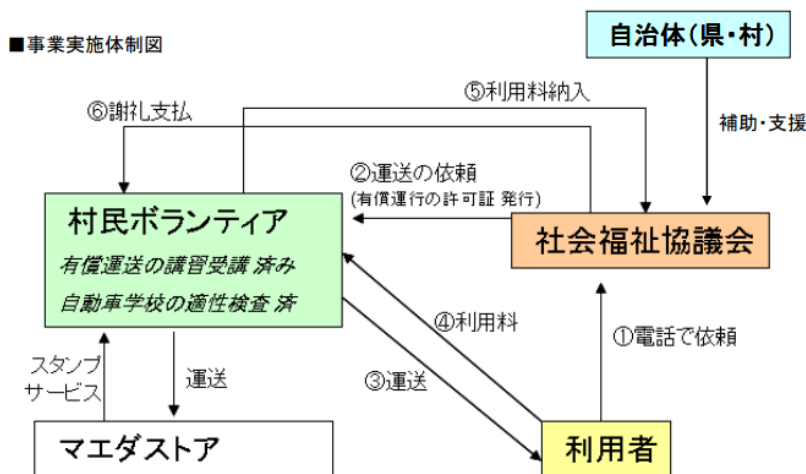 ■事業実施体制図
自治体(県・村)
補助・支援
⑤利用料納入
⑥謝礼支払
②運送の依頼
(有償運行の許可証 発行)
村民ボランティア
有償運送の講習受講 済み
自動車学校の適性検査 済
社会福祉協議会
④利用料
①電話で依頼
③運送
スタンプ
サービス
運送
マエダストア
利用者